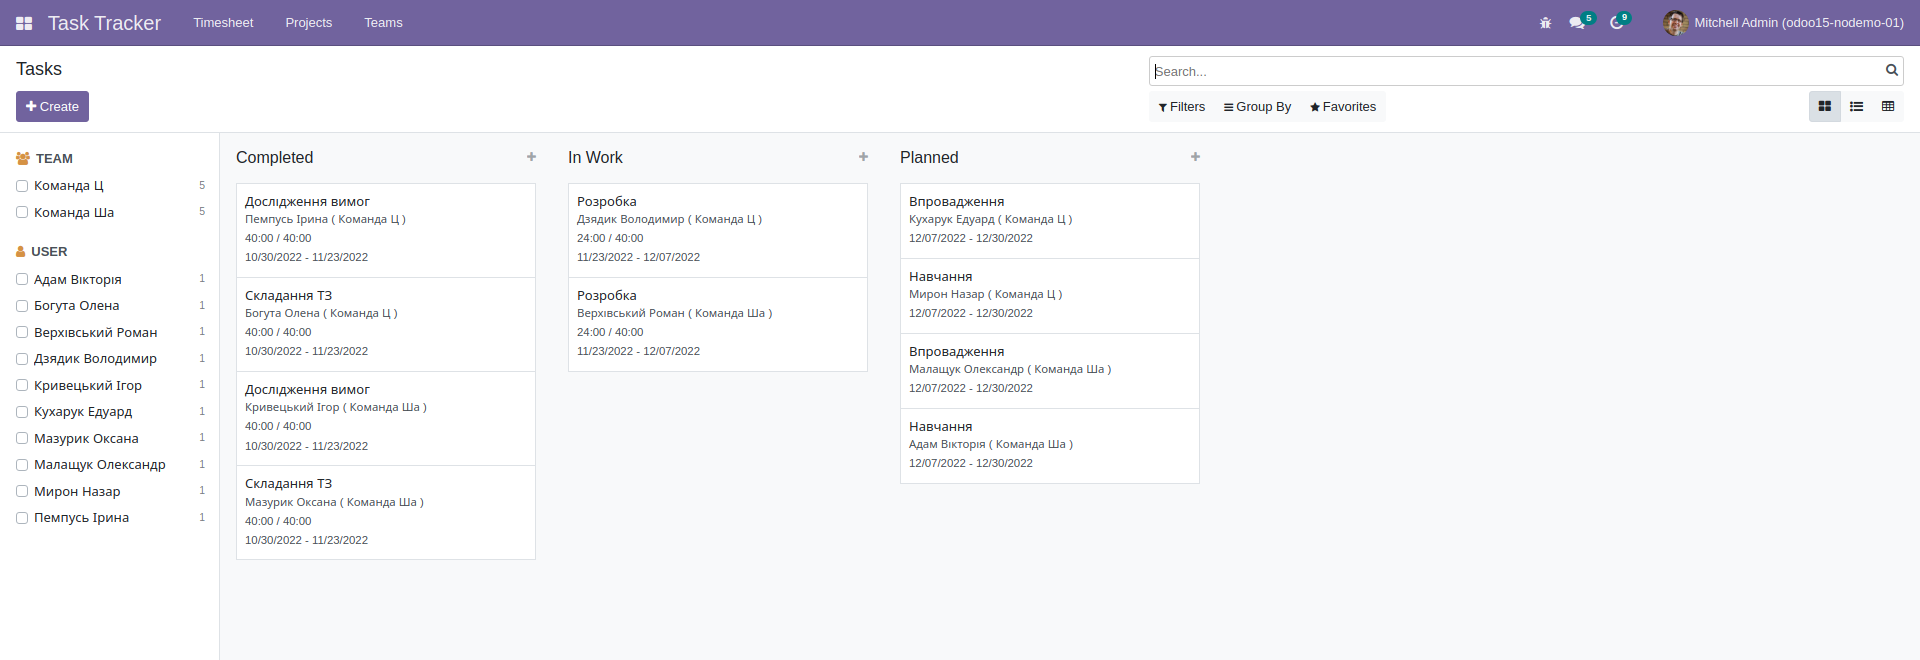 Task Tracker Timesheet Projects Teams 5 9 Mitchell Admin (odoo15-nodemo-01)
Tasks
Search...
Create
Filters Group By Favorites
TEAM
Команда Ц 5
Команда Ша 5
USER
Адам Вікторія 1
Богута Олена 1
Верхівський Роман 1
Дзядик Володимир 1
Кривецький Ігор 1
Кухарук Едуард 1
Мазурик Оксана 1
Малащук Олександр 1
Мирон Назар 1
Пемпусь Ірина 1
Completed
Дослідження вимог
Пемпусь Ірина ( Команда Ц )
40:00 / 40:00
10/30/2022 - 11/23/2022
Складання ТЗ
Богута Олена ( Команда Ц )
40:00 / 40:00
10/30/2022 - 11/23/2022
Дослідження вимог
Кривецький Ігор ( Команда Ша )
40:00 / 40:00
10/30/2022 - 11/23/2022
Складання ТЗ
Мазурик Оксана ( Команда Ша )
40:00 / 40:00
10/30/2022 - 11/23/2022
In Work
Розробка
Дзядик Володимир ( Команда Ц )
24:00 / 40:00
11/23/2022 - 12/07/2022
Розробка
Верхівський Роман ( Команда Ша )
24:00 / 40:00
11/23/2022 - 12/07/2022
Planned
Впровадження
Кухарук Едуард ( Команда Ц )
12/07/2022 - 12/30/2022
Навчання
Мирон Назар ( Команда Ц )
12/07/2022 - 12/30/2022
Впровадження
Малащук Олександр ( Команда Ша )
12/07/2022 - 12/30/2022
Навчання
Адам Вікторія ( Команда Ша )
12/07/2022 - 12/30/2022